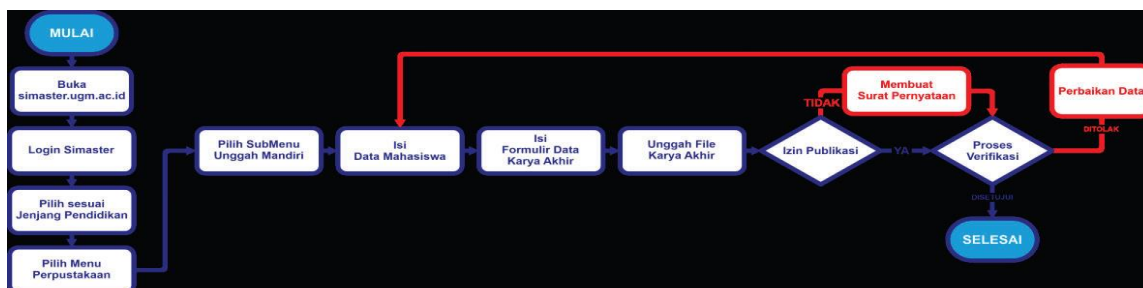 MULAI
Buka
simaster.ugm.ac.id
Login Simaster
Pilih sesuai
Jenjang Pendidikan
Pilih Menu
Perpustakaan
Pilih SubMenu
Unggah Mandiri
Isi
Data Mahasiswa
Isi
Formulir Data
Karya Akhir
Unggah File
Karya Akhir
Izin Publikasi
TIDAK
Membuat
Surat Pernyataan
YA
Proses
Verifikasi
DITOLAK
Perbaikan Data
DISETUJUI
SELESAI